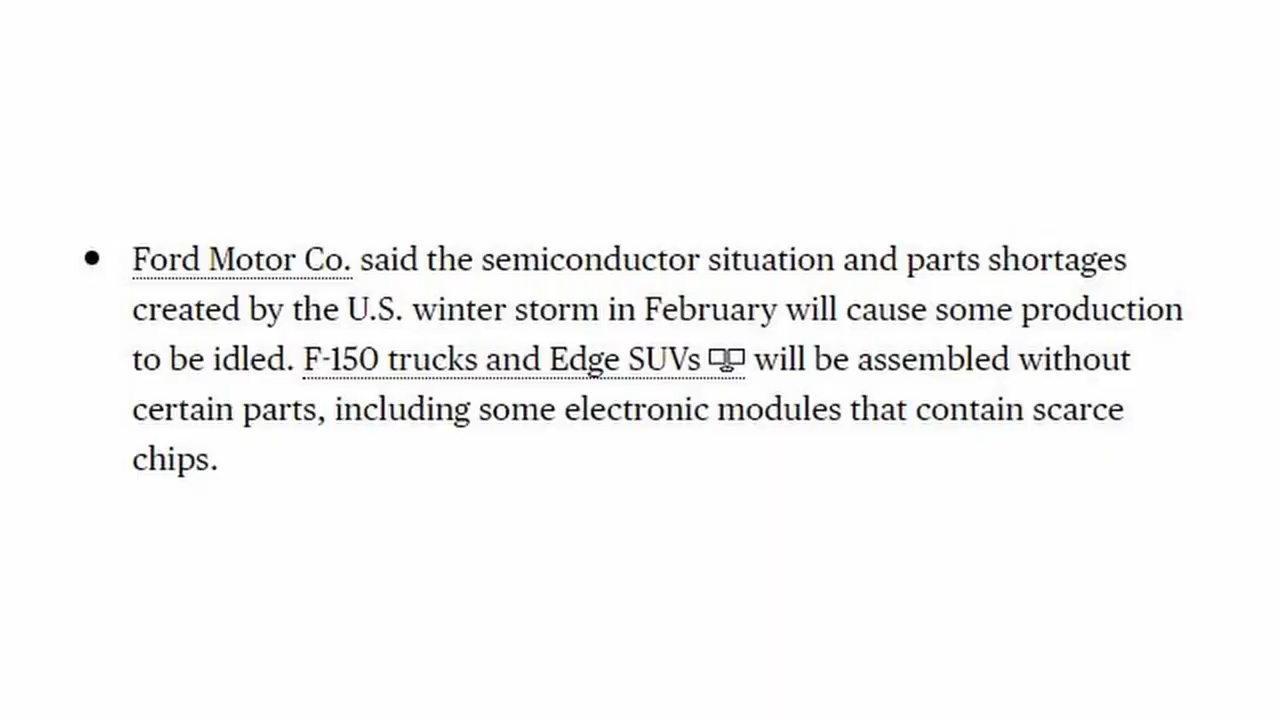 • Ford Motor Co. said the semiconductor situation and parts shortages
created by the U.S. winter storm in February will cause some production
to be idled. F-150 trucks and Edge SUVs will be assembled without
certain parts, including some electronic modules that contain scarce
chips.